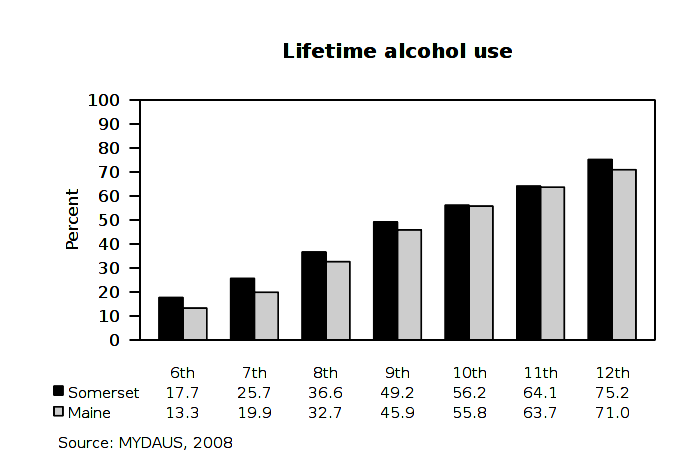 Lifetime alcohol use
100
90
80
70
60
50
40
30
20
10
0
Percent
6th 7th 8th 9th 10th 11th 12th
Somerset 17.7 25.7 36.6 49.2 56.2 64.1 75.2
Maine 13.3 19.9 32.7 45.9 55.8 63.7 71.0
Source: MYDAUS, 2008